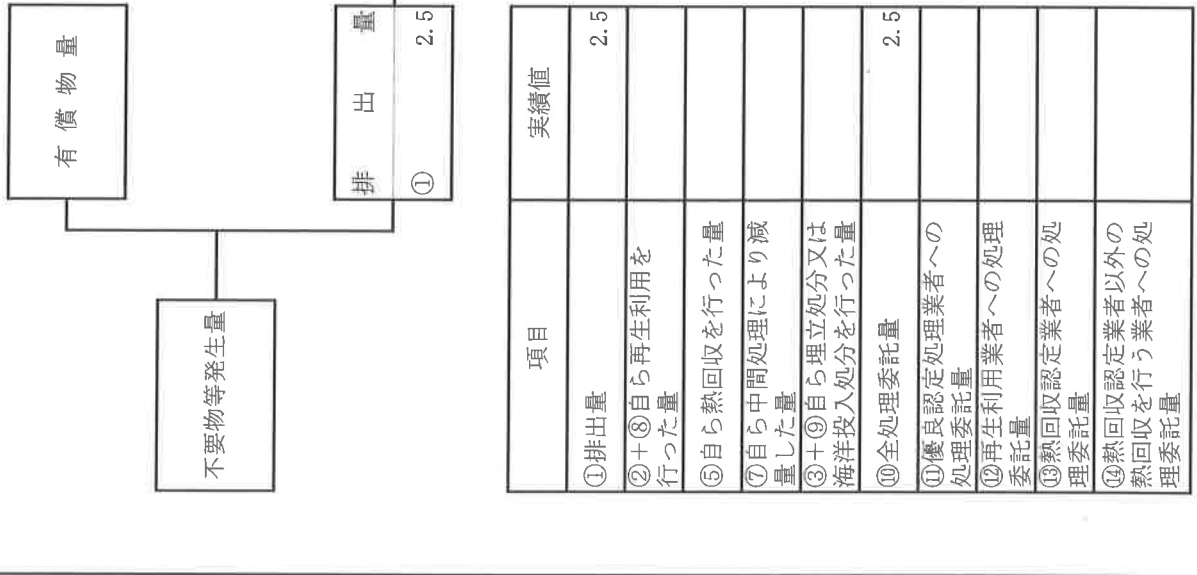 不要物等発生量
有償物量
排出量
① 2.5
項目 実績値
①排出量 2.5
②+⑧自ら再生利用を
行った量
⑤自ら熱回収を行った量
⑦自ら中間処理により減
量した量
③+⑨自ら埋立処分又は
海洋投入処分を行った量
⑩全処理委託量 2.5
⑪優良認定処理業者への
処理委託量
⑫再生利用業者への処理
委託量
⑬熱回収認定業者への処
理委託量
⑭熱回収認定業者以外の
熱回収を行う業者への処
理委託量